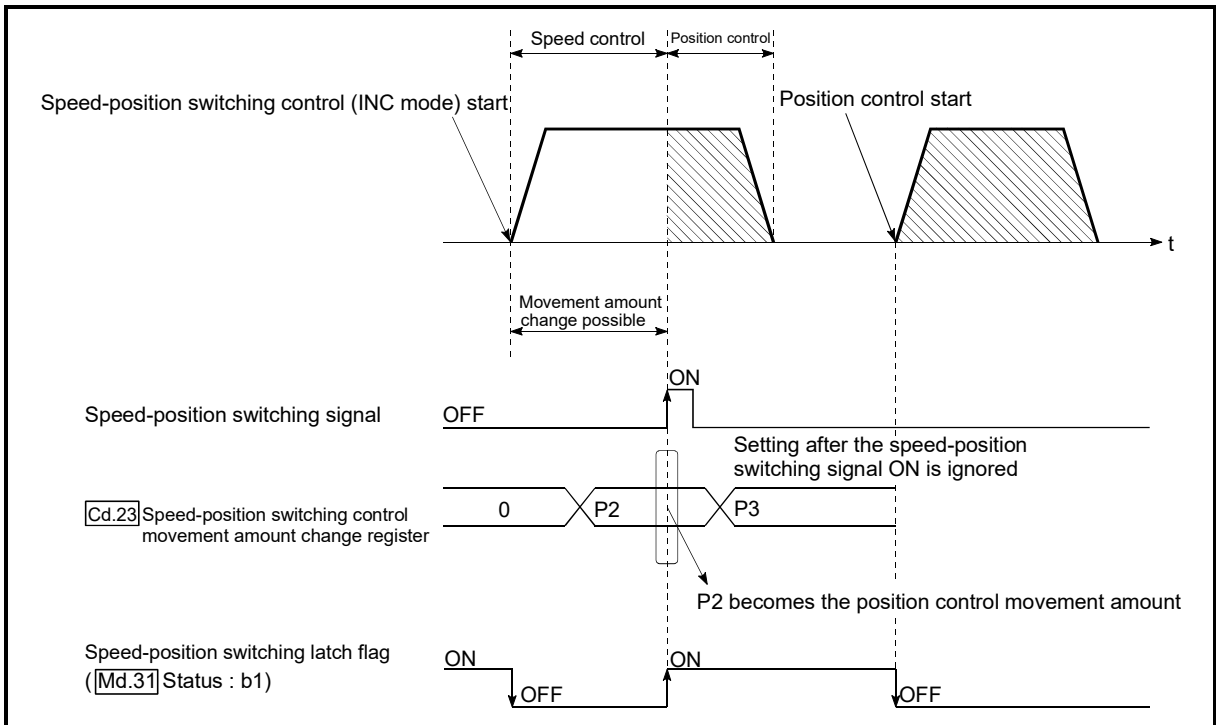 Speed control
Position control
Speed-position switching control (INC mode) start
Position control start
t
Movement amount
change possible
ON
Speed-position switching signal
OFF
Setting after the speed-position
switching signal ON is ignored
Cd.23 Speed-position switching control
movement amount change register
0
P2
P3
P2 becomes the position control movement amount
Speed-position switching latch flag
( Md.31 Status : b1)
ON
OFF
ON
OFF